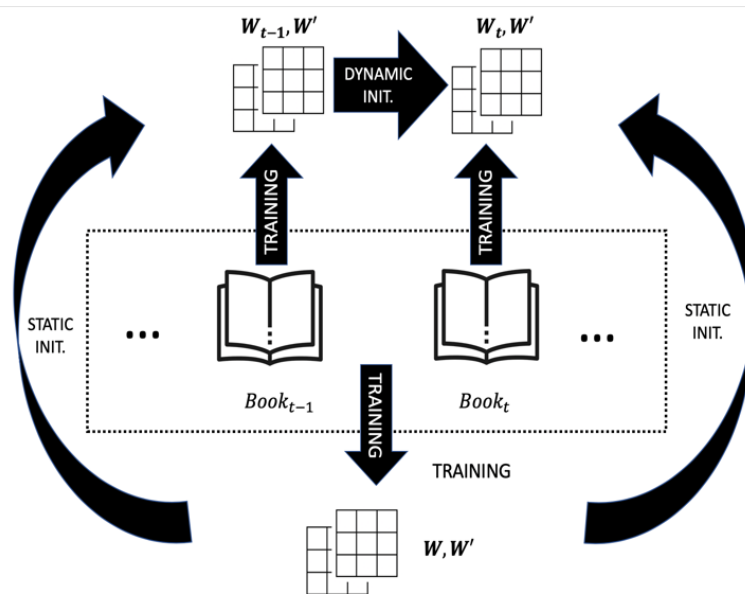 W_{t−1}, W′
W_t, W′
DYNAMIC
INIT.
TRAINING
TRAINING
STATIC
INIT.
...
...
STATIC
INIT.
Book_{t−1}
TRAINING
Book_t
TRAINING
W, W′